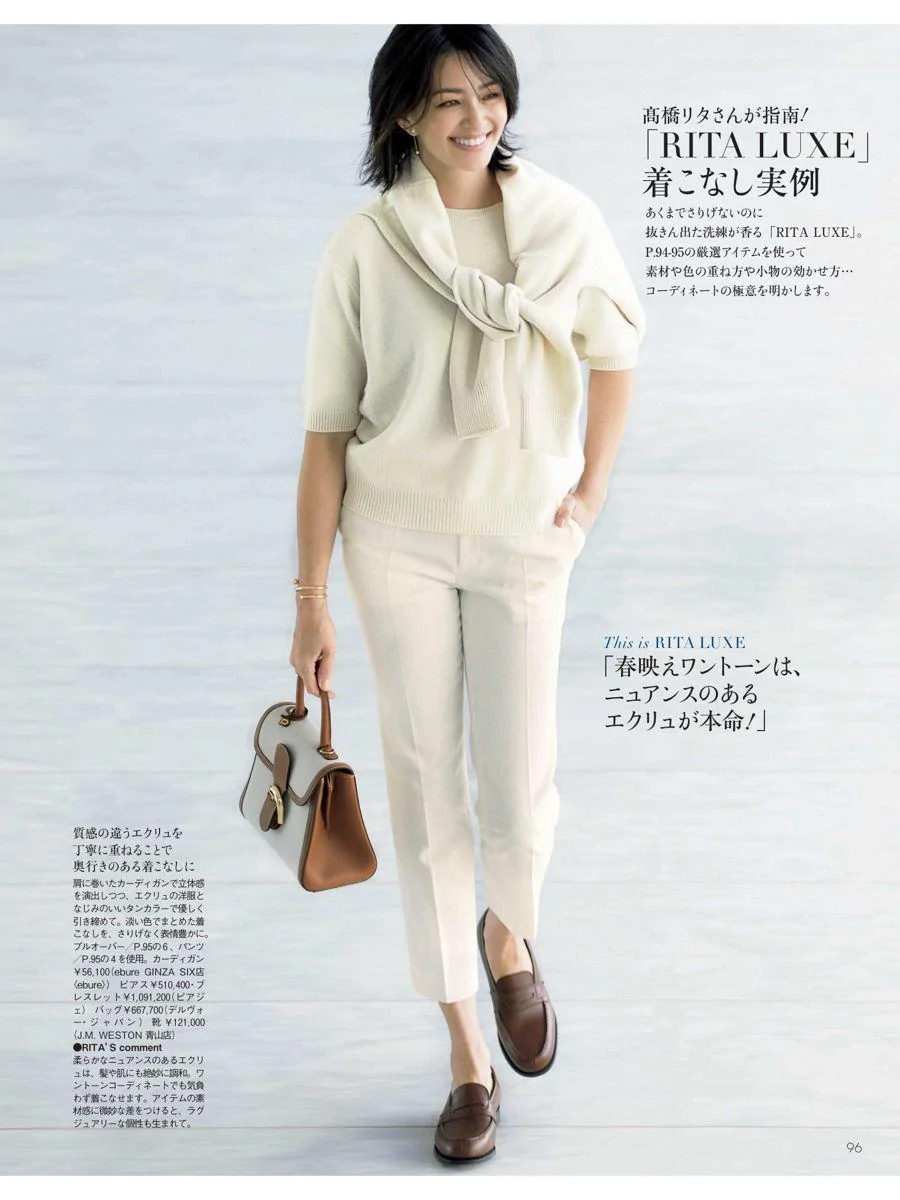 髙橋リタさんが指南!
「RITA LUXE」
着こなし実例
あくまでさりげないのに
抜きん出た洗練が香る「RITA LUXE」。
P.94-95の厳選アイテムを使って
素材や色の重ね方や小物の効かせ方…
コーディネートの極意を明かします。
This is RITA LUXE
「春映えワントーンは、
ニュアンスのある
エクリュが本命!」
質感の違うエクリュを
丁寧に重ねることで
奥行きのある着こなしに
肩に巻いたカーディガンで立体感
を演出しつつ、エクリュの洋服と
なじみのいいタンカラーで優しく
引き締めて。淡い色でまとめた着
こなしを、さりげなく表情豊かに。
プルオーバー/P.95の6、パンツ
/P.95の4を使用。カーディガン
¥56,100(ebure GINZA SIX店
〈ebure〉) ピアス¥510,400・ブ
レスレット¥1,091,200(ピアジ
ェ) バッグ¥667,700(デルヴォ
ー・ジャパン) 靴¥121,000
(J.M. WESTON 青山店)
●RITA'S comment
柔らかなニュアンスのあるエクリ
ュは、髪や肌にも絶妙に調和。ワ
ントーンコーディネートでも気負
わず着こなせます。アイテムの素
材感に微妙な差をつけると、ラグ
ジュアリーな個性も生まれて。
96